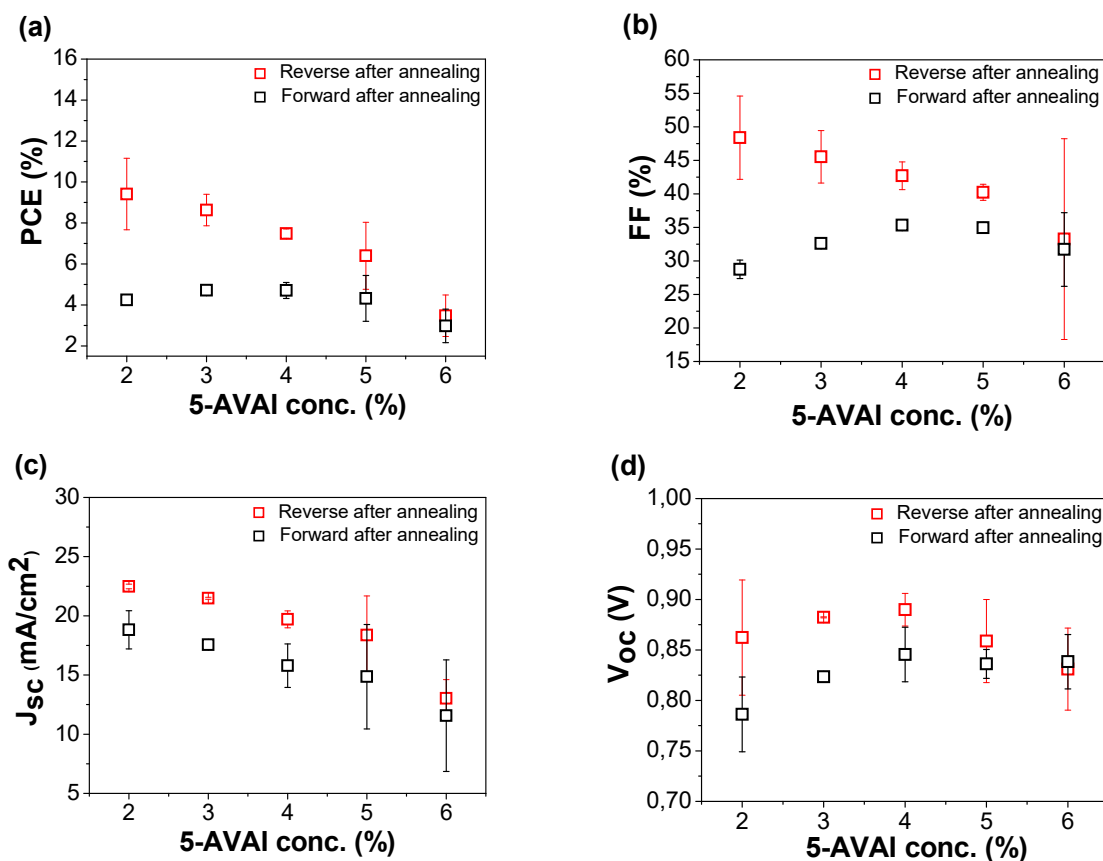 (a)
16
14
12
10
8
6
4
2
PCE (%)
Reverse after annealing
Forward after annealing
2 3 4 5 6
5-AVAI conc. (%)
(b)
60
55
50
45
40
35
30
25
20
15
FF (%)
Reverse after annealing
Forward after annealing
2 3 4 5 6
5-AVAI conc. (%)
(c)
30
25
20
15
10
5
Jsc (mA/cm²)
Reverse after annealing
Forward after annealing
2 3 4 5 6
5-AVAI conc. (%)
(d)
1,00
0,95
0,90
0,85
0,80
0,75
0,70
Voc (V)
Reverse after annealing
Forward after annealing
2 3 4 5 6
5-AVAI conc. (%)